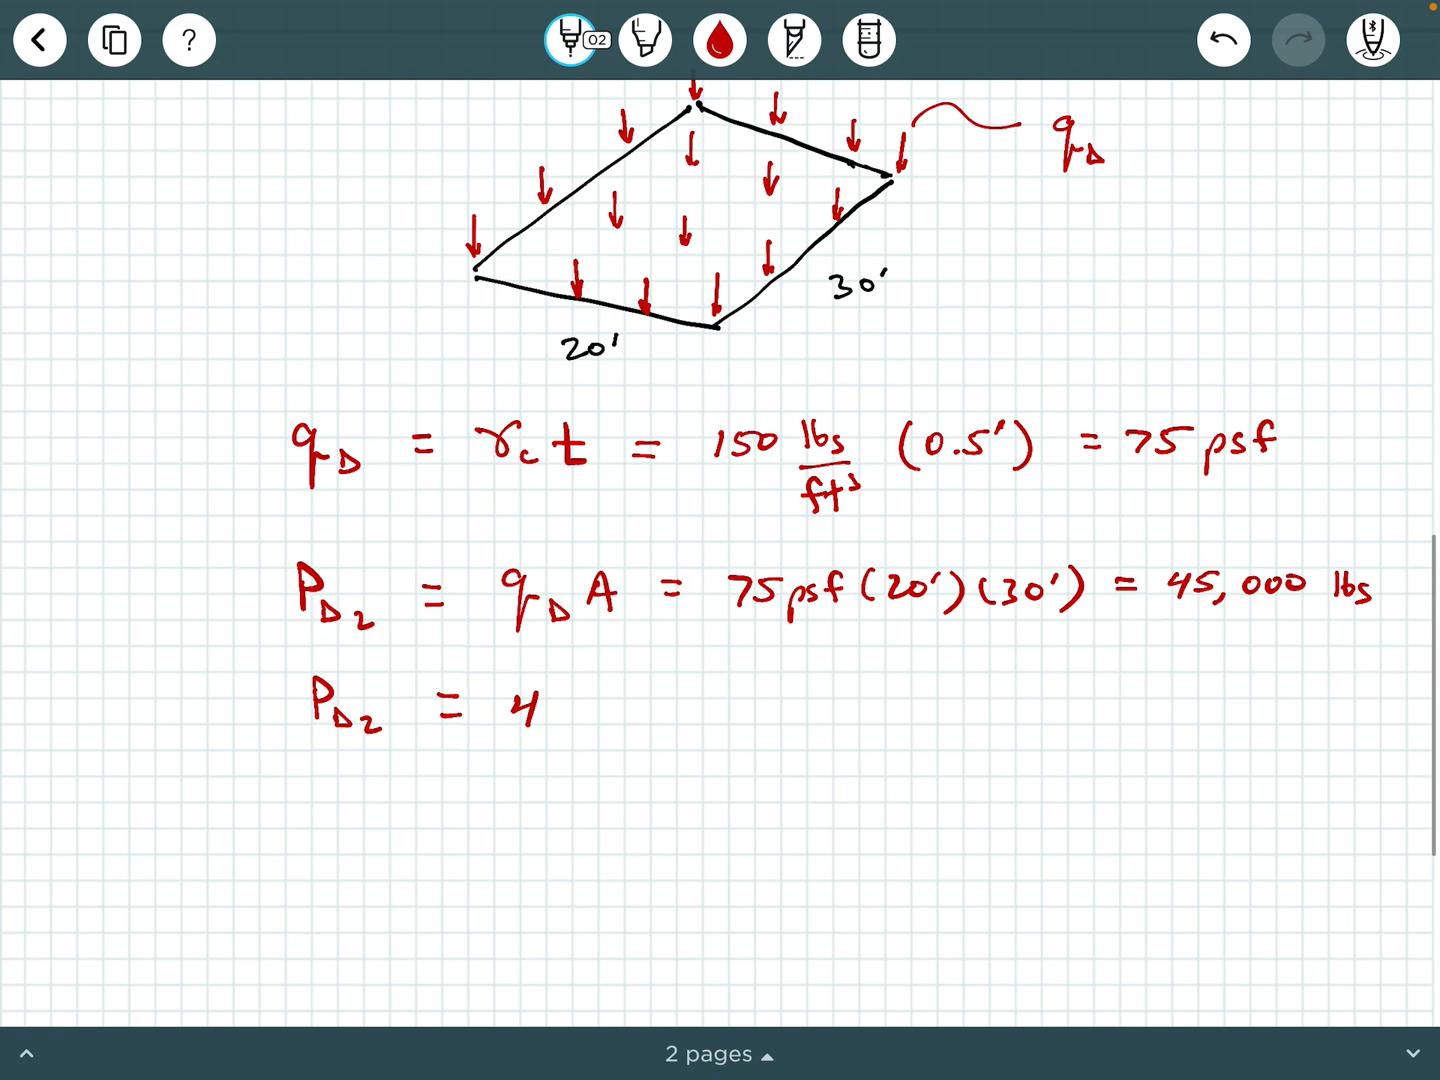 ?
02
q_D
30'
20'
q_D = γ_c t = 150 lbs/ft³ (0.5') = 75 psf
P_D2 = q_D A = 75 psf (20') (30') = 45,000 lbs
P_D2 = 4
2 pages